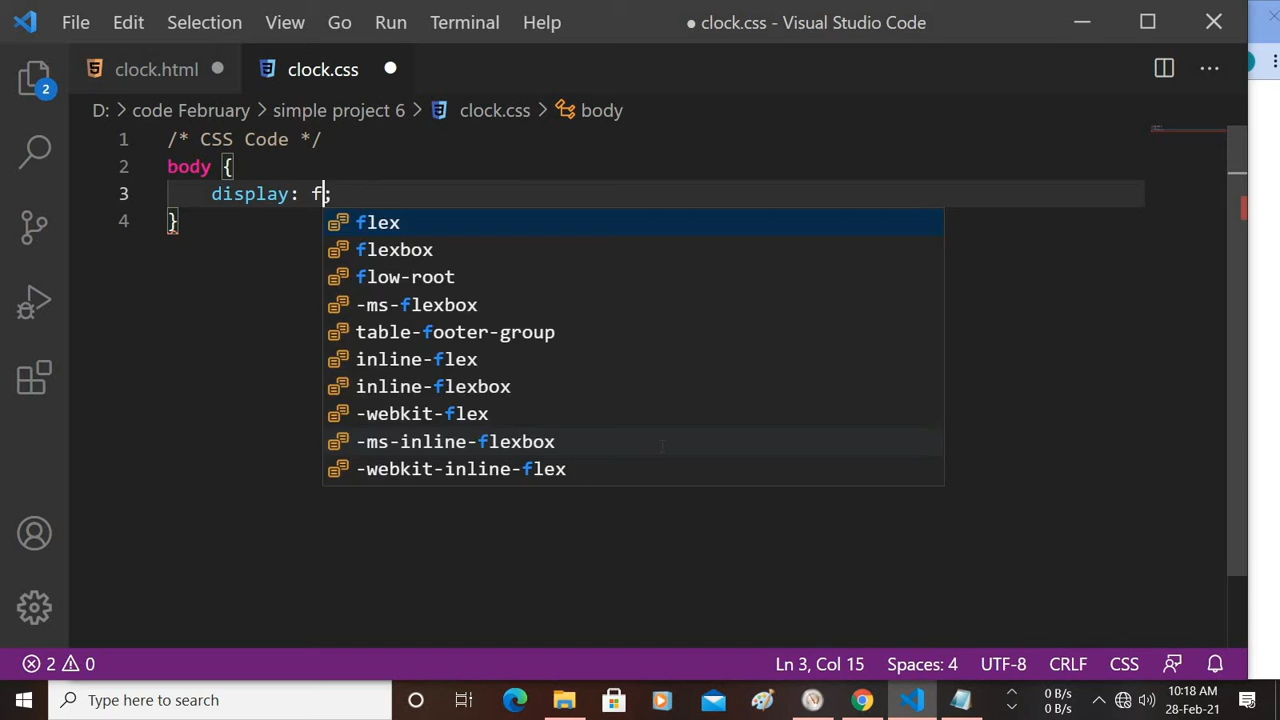 File Edit Selection View Go Run Terminal Help ● clock.css - Visual Studio Code
clock.html ● clock.css ●
2
D: > code February > simple project 6 > clock.css > body
1 /* CSS Code */
2 body {
3 display: f;
4 }
flex
flexbox
flow-root
-ms-flexbox
table-footer-group
inline-flex
inline-flexbox
-webkit-flex
-ms-inline-flexbox
-webkit-inline-flex
2 0 Ln 3, Col 15 Spaces: 4 UTF-8 CRLF CSS
Type here to search
0 B/s
0 B/s
10:18 AM
28-Feb-21